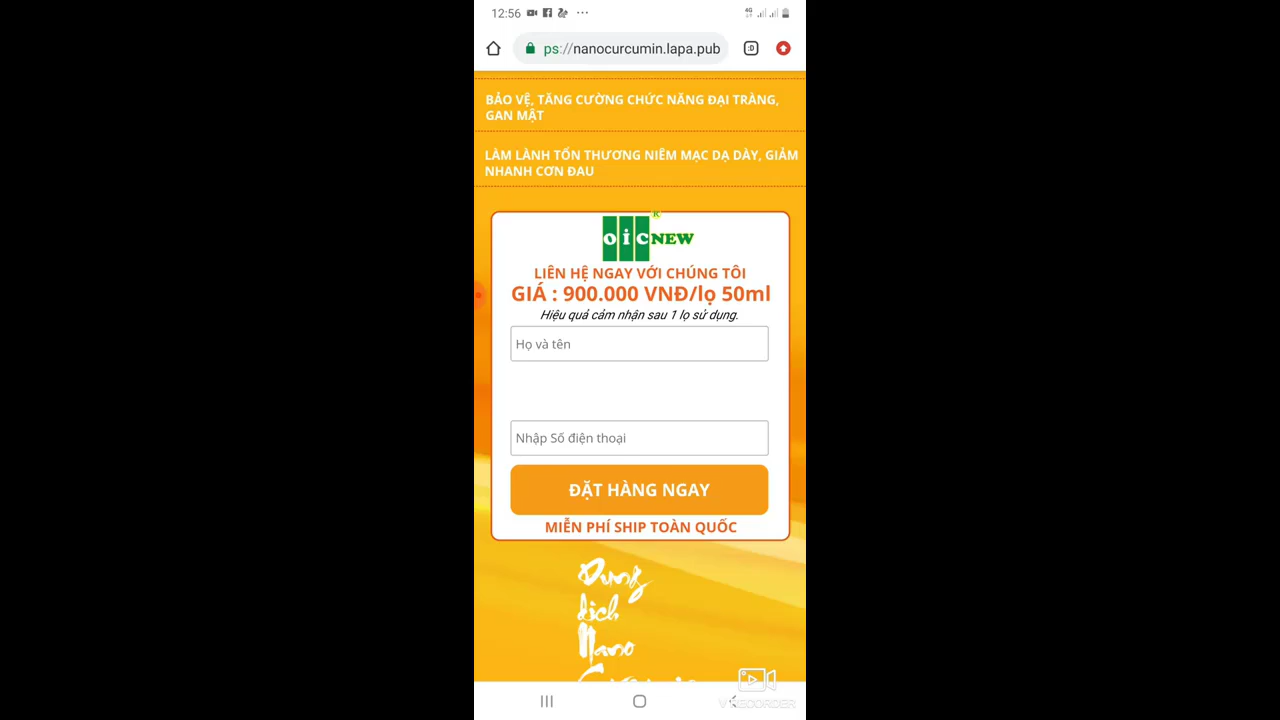 12:56
4G
ps://nanocurcumin.lapa.pub
:D
BẢO VỆ, TĂNG CƯỜNG CHỨC NĂNG ĐẠI TRÀNG,
GAN MẬT
LÀM LÀNH TỔN THƯƠNG NIÊM MẠC DẠ DÀY, GIẢM
NHANH CƠN ĐAU
oic NEW
LIÊN HỆ NGAY VỚI CHÚNG TÔI
GIÁ : 900.000 VNĐ/lọ 50ml
Hiệu quả cảm nhận sau 1 lọ sử dụng.
Họ và tên
Nhập Số điện thoại
ĐẶT HÀNG NGAY
MIỄN PHÍ SHIP TOÀN QUỐC
Dung
dịch
Nano